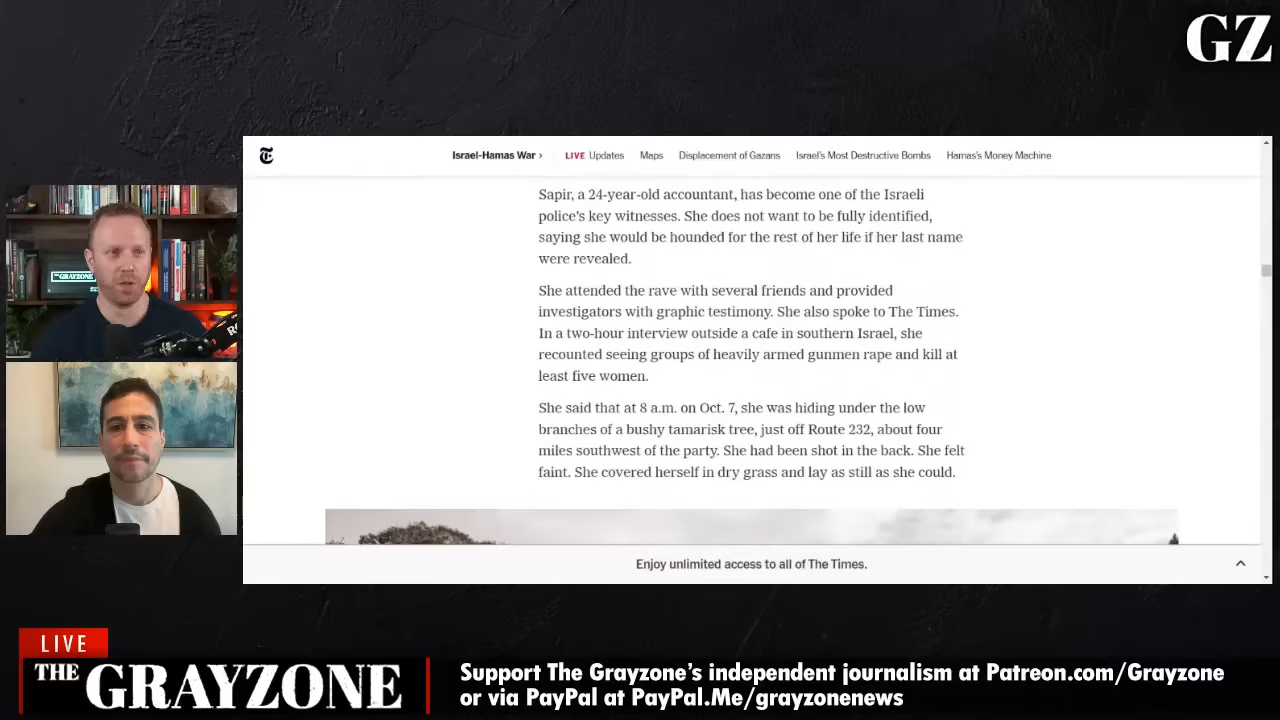 GZ
Israel-Hamas War › LIVE Updates Maps Displacement of Gazans Israel's Most Destructive Bombs Hamas's Money Machine
Sapir, a 24-year-old accountant, has become one of the Israeli
police's key witnesses. She does not want to be fully identified,
saying she would be hounded for the rest of her life if her last name
were revealed.
She attended the rave with several friends and provided
investigators with graphic testimony. She also spoke to The Times.
In a two-hour interview outside a cafe in southern Israel, she
recounted seeing groups of heavily armed gunmen rape and kill at
least five women.
She said that at 8 a.m. on Oct. 7, she was hiding under the low
branches of a bushy tamarisk tree, just off Route 232, about four
miles southwest of the party. She had been shot in the back. She felt
faint. She covered herself in dry grass and lay as still as she could.
Enjoy unlimited access to all of The Times.
LIVE
THE GRAYZONE
Support The Grayzone's independent journalism at Patreon.com/Grayzone
or via PayPal at PayPal.Me/grayzonenews